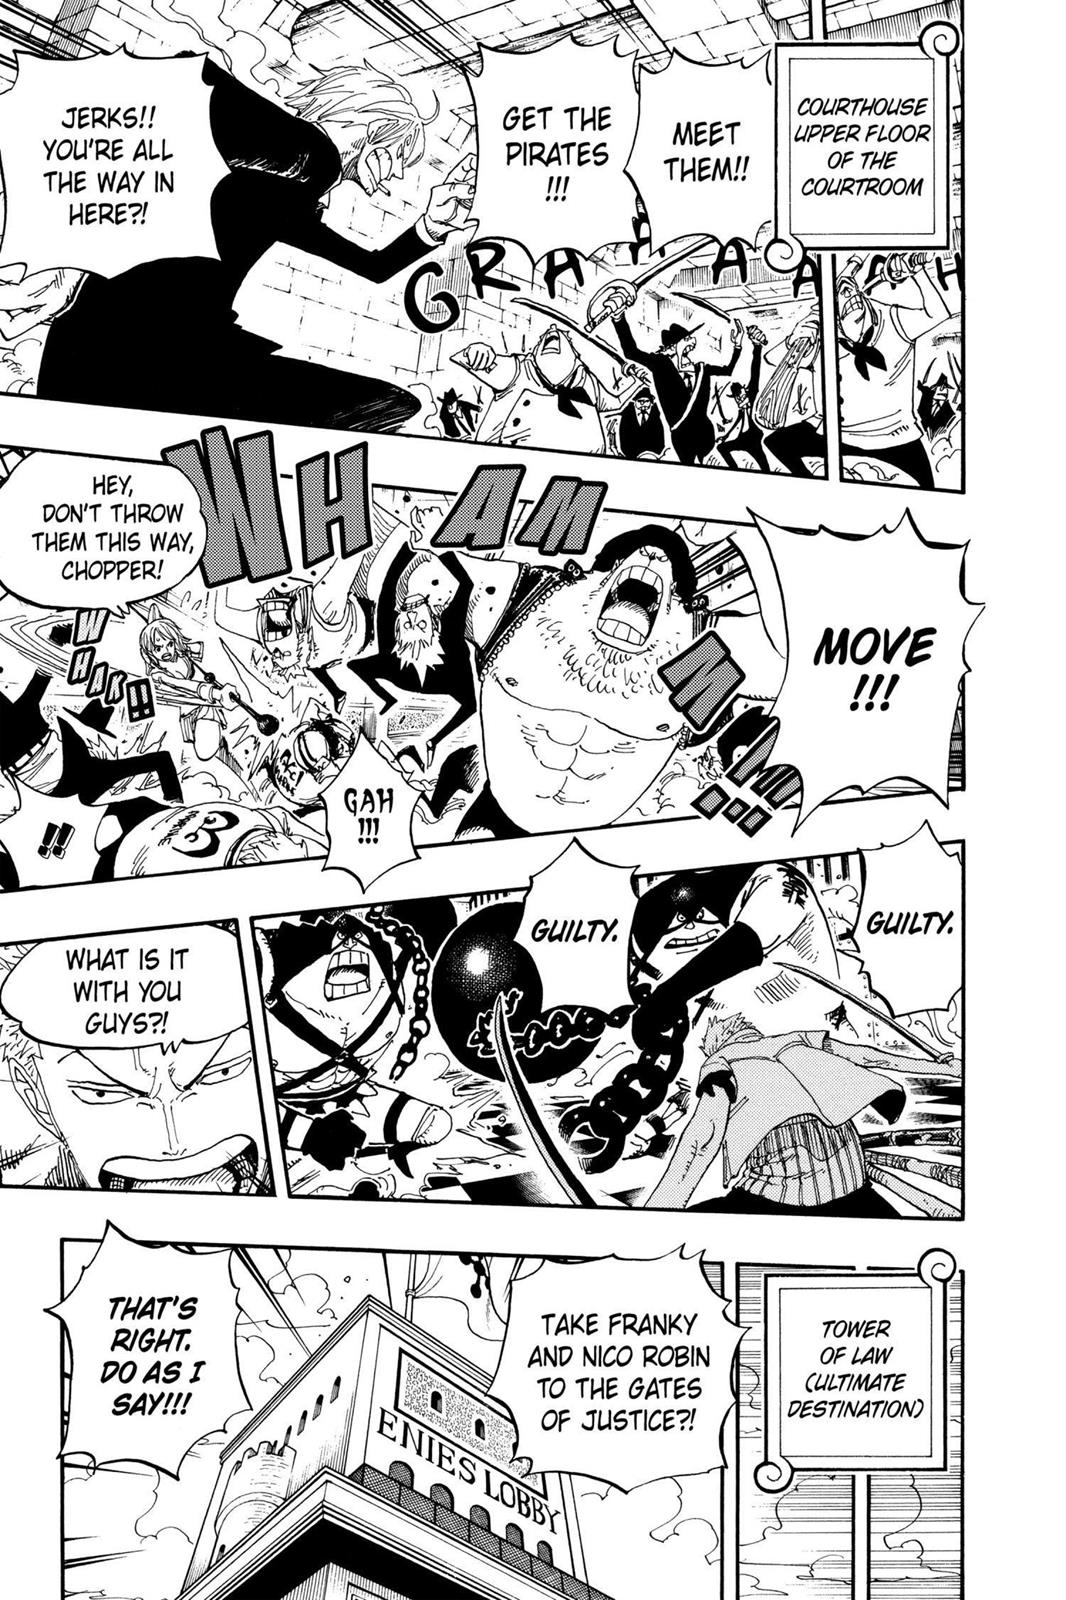 COURTHOUSE
UPPER FLOOR
OF THE
COURTROOM
MEET
THEM!!
GET THE
PIRATES
!!!
GRAAAAAAH
JERKS!!
YOU'RE ALL
THE WAY IN
HERE?!
MOVE
!!!
WHAM
HEY,
DON'T THROW
THEM THIS WAY,
CHOPPER!
WHAK!!
GAH
!!!
!!
GUILTY.
GUILTY.
WHAT IS IT
WITH YOU
GUYS?!
TOWER
OF LAW
(ULTIMATE
DESTINATION)
TAKE FRANKY
AND NICO ROBIN
TO THE GATES
OF JUSTICE?!
THAT'S
RIGHT.
DO AS I
SAY!!!
ENIES LOBBY